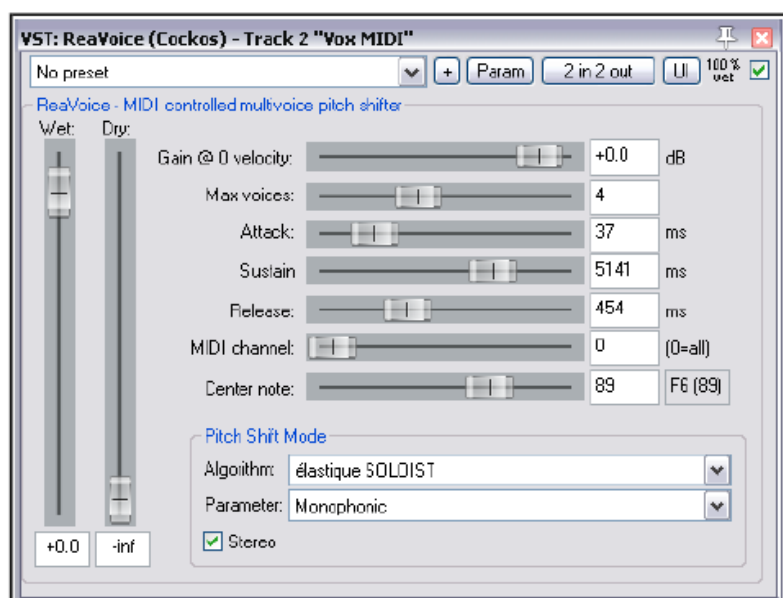 VST: ReaVoice (Cockos) - Track 2 "Vox MIDI"
No preset + Param 2 in 2 out UI 100% wet
ReaVoice - MIDI controlled multivoice pitch shifter
Wet: Dry:
Gain @ 0 velocity: +0.0 dB
Max voices: 4
Attack: 37 ms
Sustain 5141 ms
Release: 454 ms
MIDI channel: 0 (0=all)
Center note: 89 F6 (89)
Pitch Shift Mode
Algorithm: élastique SOLOIST
Parameter: Monophonic
Stereo
+0.0 -inf